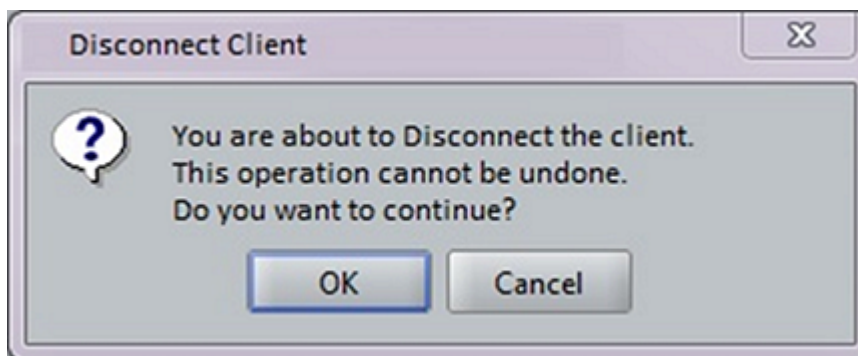 Disconnect Client
You are about to Disconnect the client.
This operation cannot be undone.
Do you want to continue?
OK
Cancel